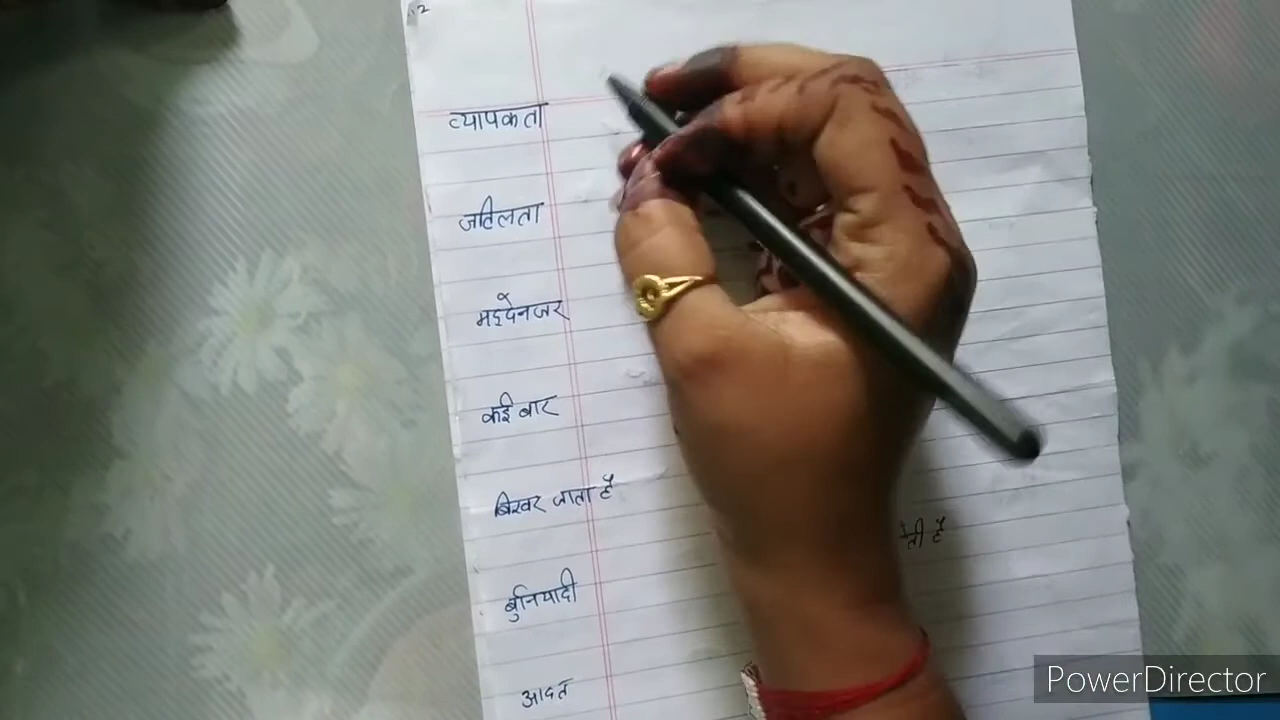 व्यापकता
जटिलता
मद्देनजर
कई बार
बिखर जाता है
ती है
बुनियादी
आदतें
PowerDirector